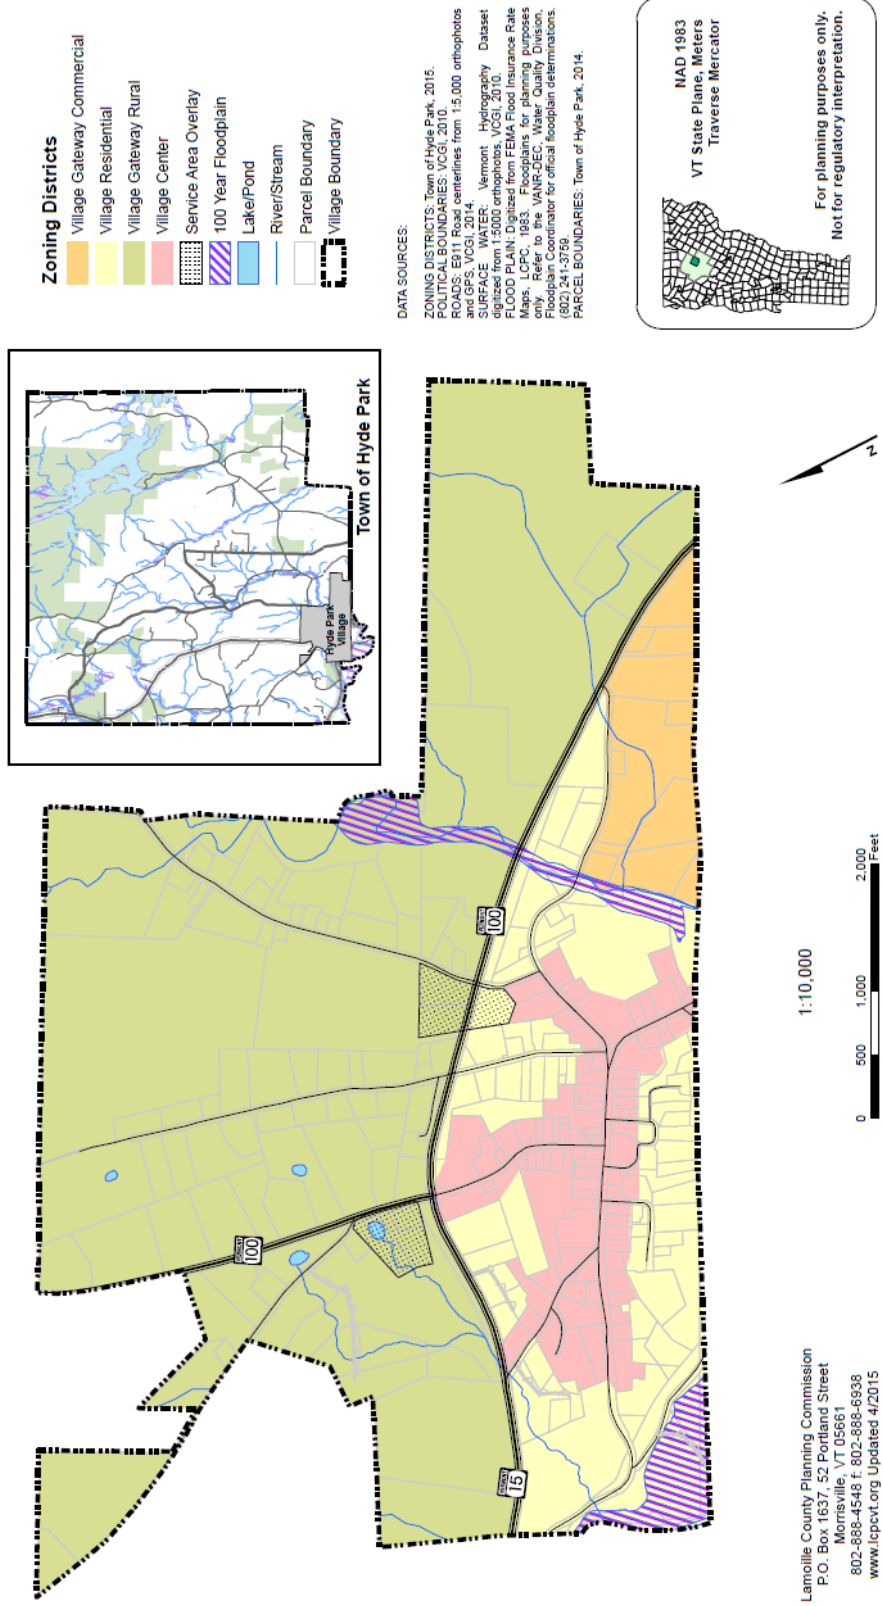 Zoning Districts
Village Gateway Commercial
Village Residential
Village Gateway Rural
Village Center
Service Area Overlay
100 Year Floodplain
Lake/Pond
River/Stream
Parcel Boundary
Village Boundary
DATA SOURCES:
ZONING DISTRICTS: Town of Hyde Park, 2015.
POLITICAL BOUNDARIES: VCGI, 2010.
ROADS: E911 Road centerlines from 1:5,000 orthophotos
and GPS, VCGI, 2014.
SURFACE WATER: Vermont Hydrography Dataset
digitized from 1:5000 orthophotos, VCGI, 2010.
FLOOD PLAIN: Digitized from FEMA Flood Insurance Rate
Maps, LCPC, 1983. Floodplains for planning purposes
only. Refer to the VANR-DEC, Water Quality Division,
Floodplain Coordinator for official floodplain determinations.
(802) 241-3759.
PARCEL BOUNDARIES: Town of Hyde Park, 2014.
NAD 1983
VT State Plane, Meters
Traverse Mercator
For planning purposes only.
Not for regulatory interpretation.
Hyde Park
Village
Town of Hyde Park
N
VERMONT
100
VERMONT
100
VERMONT
15
1:10,000
0 500 1,000 2,000
Feet
Lamoille County Planning Commission
P.O. Box 1637, 52 Portland Street
Morrisville, VT 05661
802-888-4548 f: 802-888-6938
www.lcpcvt.org Updated 4/2015